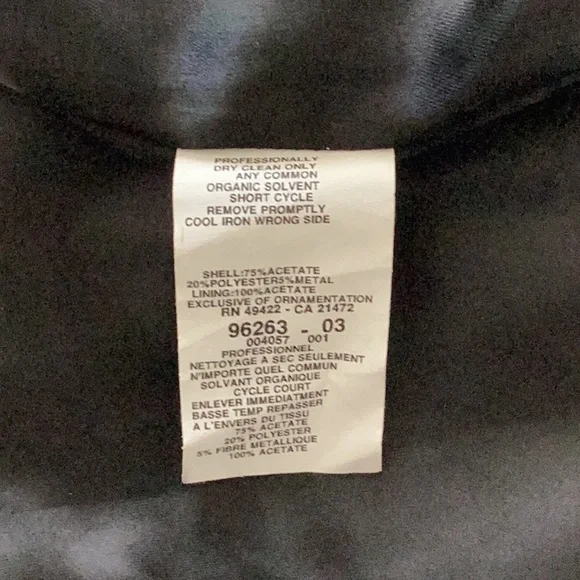 PROFESSIONALLY
DRY CLEAN ONLY
ANY COMMON
ORGANIC SOLVENT
SHORT CYCLE
REMOVE PROMPTLY
COOL IRON WRONG SIDE
SHELL:75%ACETATE
20%POLYESTER5%METAL
LINING:100%ACETATE
EXCLUSIVE OF ORNAMENTATION
RN 49422 - CA 21472
96263 - 03
004057 001
PROFESSIONNEL
NETTOYAGE A SEC SEULEMENT
N'IMPORTE QUEL COMMUN
SOLVANT ORGANIQUE
CYCLE COURT
ENLEVER IMMEDIATMENT
BASSE TEMP REPASSER
A L'ENVERS DU TISSU
75% ACETATE
20% POLYESTER
5% FIBRE METALLIQUE
100% ACETATE